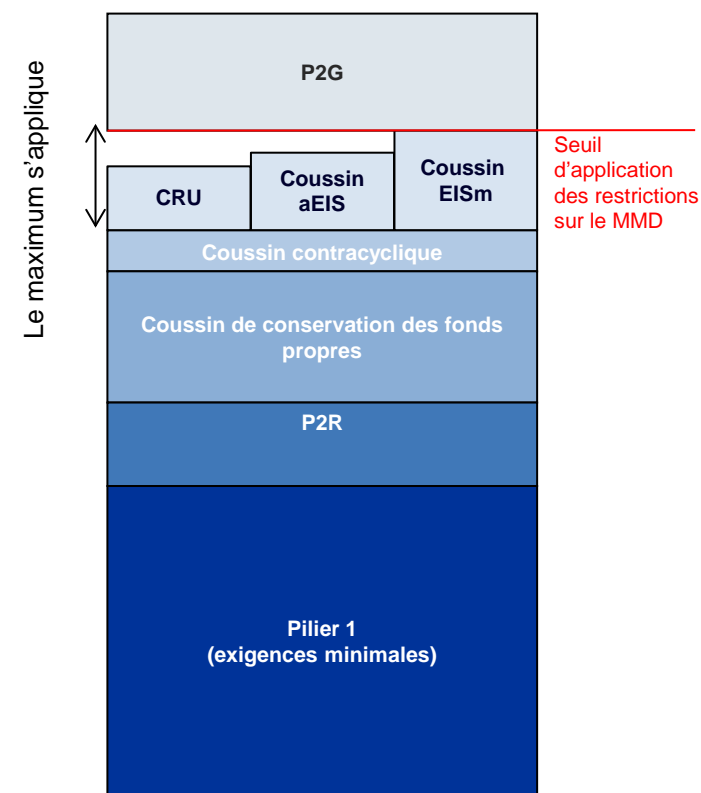 P2G
Le maximum s’applique
Seuil
d’application
des restrictions
sur le MMD
CRU
Coussin
aEIS
Coussin
EISm
Coussin contracyclique
Coussin de conservation des fonds
propres
P2R
Pilier 1
(exigences minimales)